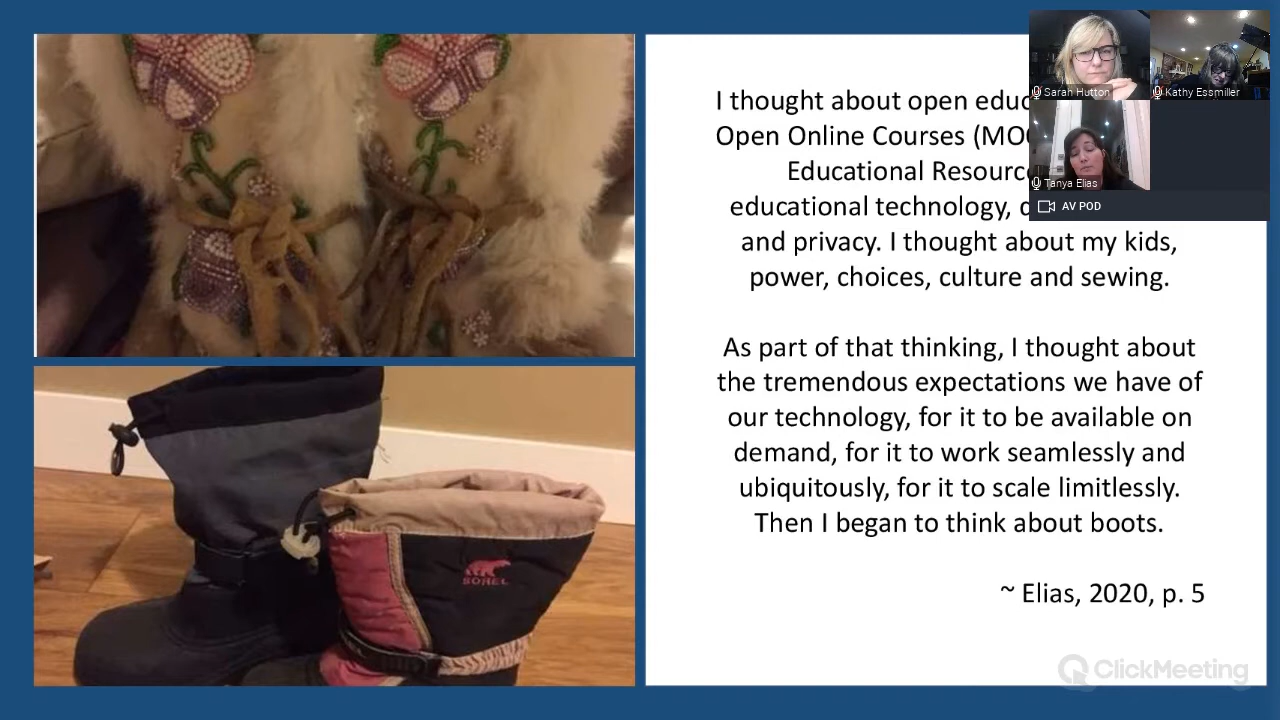 I thought about open
Open Online Courses
Educational
educational technology,
and privacy. I thought about my kids,
power, choices, culture and sewing.
As part of that thinking, I thought about
the tremendous expectations we have of
our technology, for it to be available on
demand, for it to work seamlessly and
ubiquitously, for it to scale limitlessly.
Then I began to think about boots.
~ Elias, 2020, p. 5
Sarah Hutton
Kathy Essmiller
Tanya Elias
AV POD
SOREL
ClickMeeting